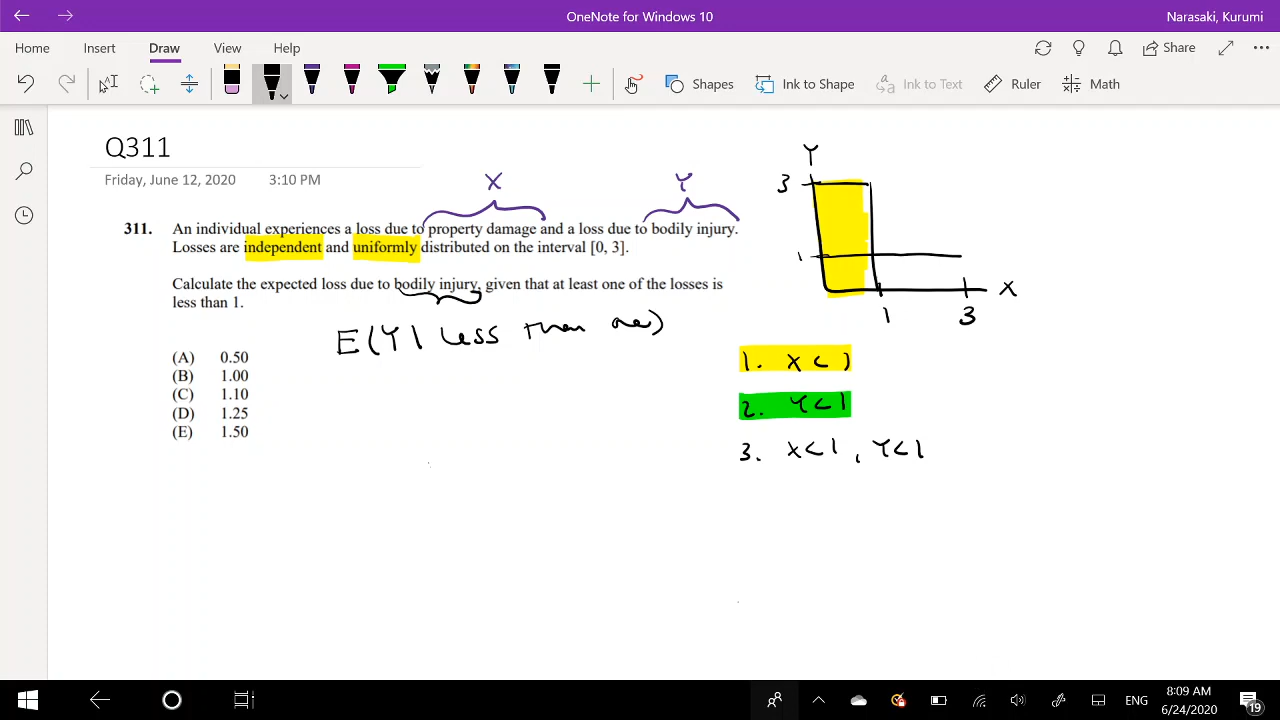 OneNote for Windows 10
Narasaki, Kurumi
Home Insert Draw View Help
Share
Shapes Ink to Shape Ink to Text Ruler Math
Q311
Friday, June 12, 2020 3:10 PM
X Y
311. An individual experiences a loss due to property damage and a loss due to bodily injury.
Losses are independent and uniformly distributed on the interval [0, 3].
Calculate the expected loss due to bodily injury, given that at least one of the losses is
less than 1.
E(Y| less than one)
(A) 0.50
(B) 1.00
(C) 1.10
(D) 1.25
(E) 1.50
Y
3
1
X
1 3
1. X<1
2. Y<1
3. X<1, Y<1
ENG
8:09 AM
6/24/2020
19